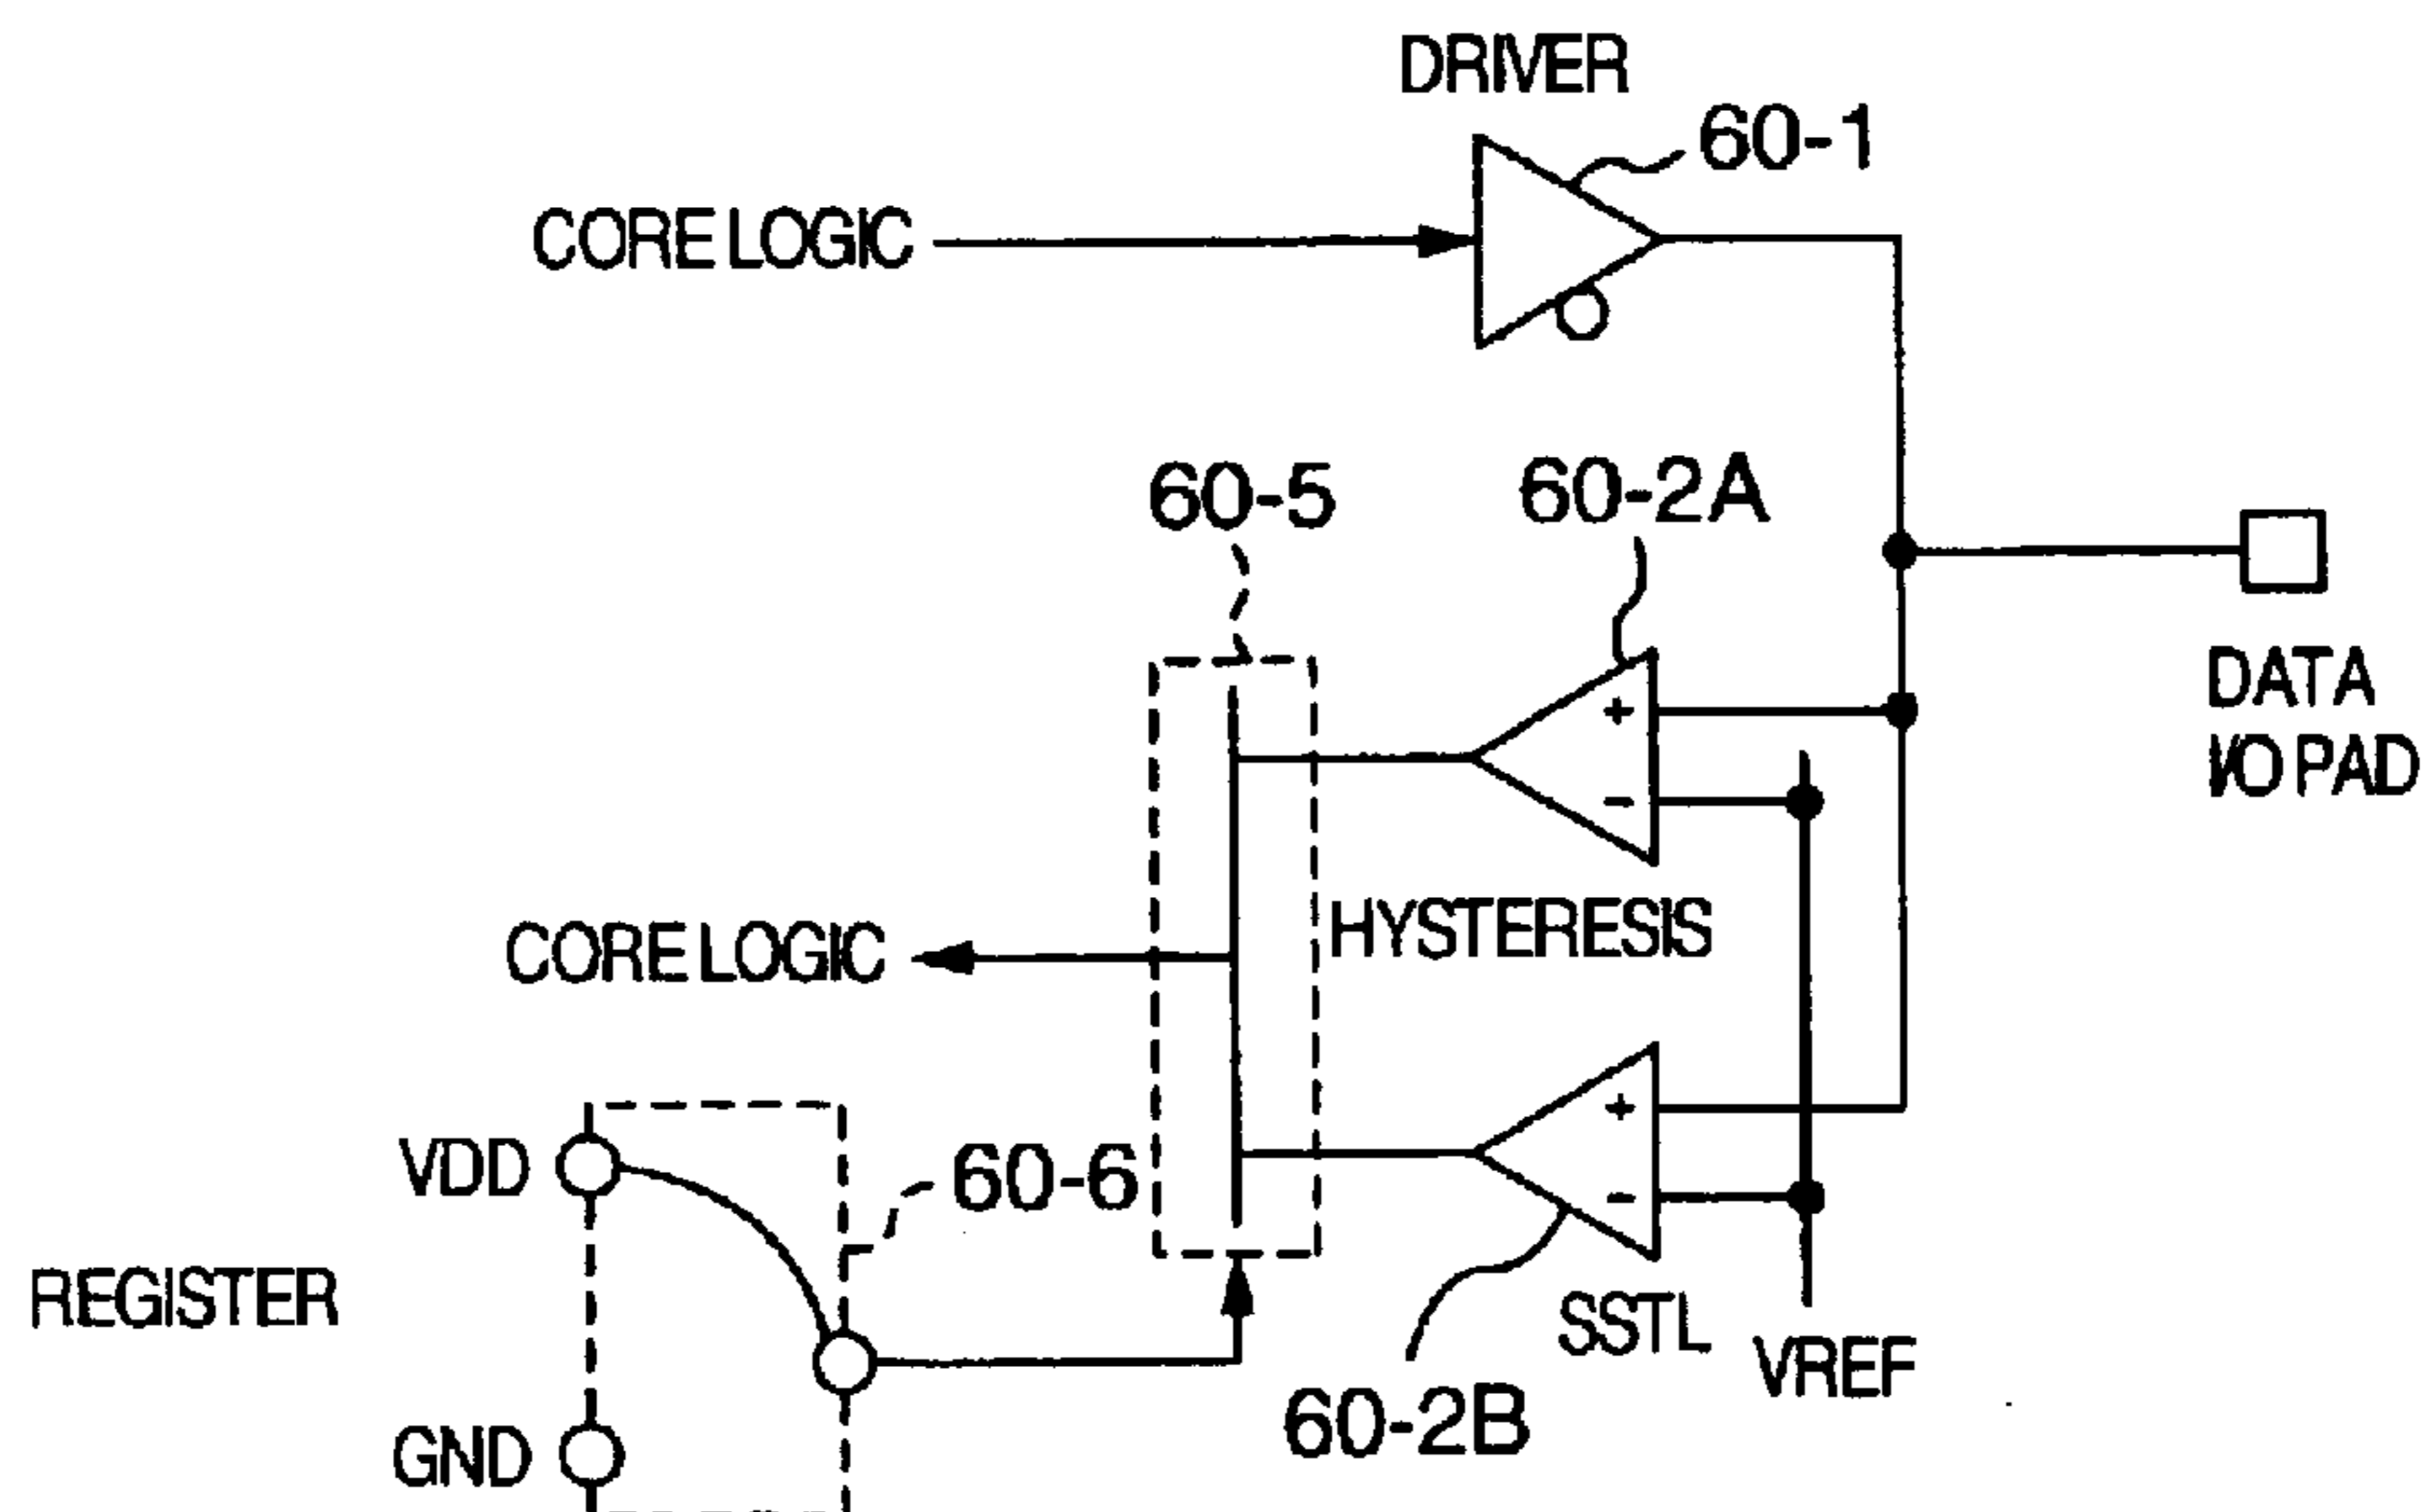 DRIVER
60-1
CORE LOGIC
60-5
60-2A
DATA
I/O PAD
+
-
HYSTERESIS
CORE LOGIC
+
-
VDD
60-6
REGISTER
SSTL
VREF
60-2B
GND